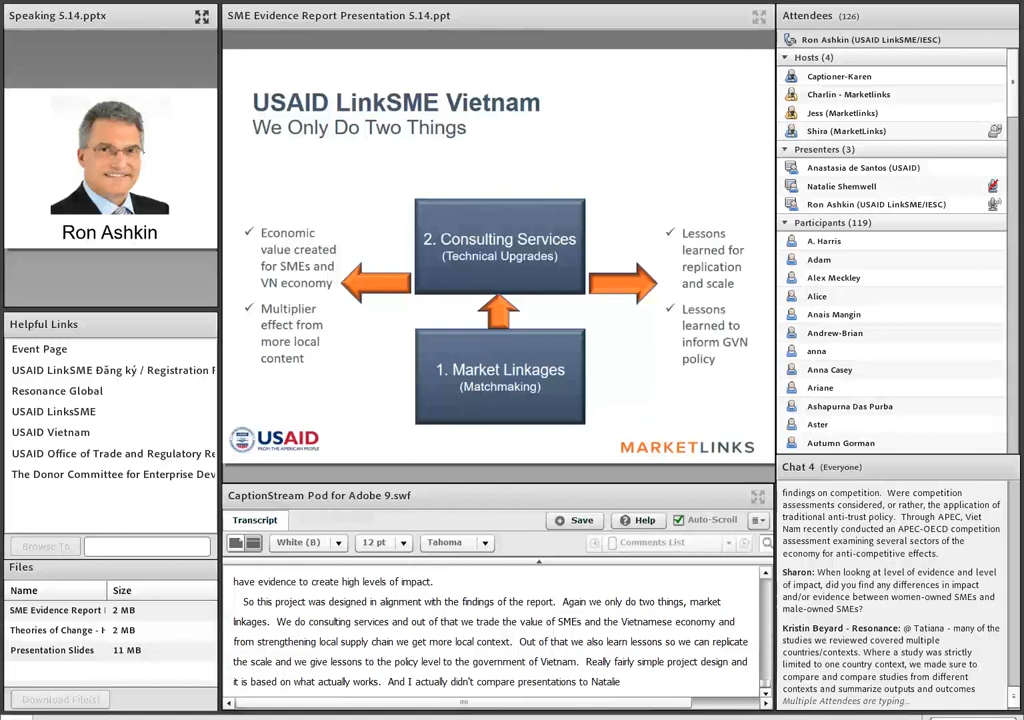 Speaking 5.14.pptx
Ron Ashkin
Helpful Links
Event Page
USAID LinkSME Đăng ký / Registration F
Resonance Global
USAID LinksSME
USAID Vietnam
USAID Office of Trade and Regulatory Re
The Donor Committee for Enterprise Dev
Browse To
Files
Name Size
SME Evidence Report 2 MB
Theories of Change - 2 MB
Presentation Slides 11 MB
Download File(s)
SME Evidence Report Presentation 5.14.ppt
USAID LinkSME Vietnam
We Only Do Two Things
✓ Economic
value created
for SMEs and
VN economy
✓ Multiplier
effect from
more local
content
2. Consulting Services
(Technical Upgrades)
1. Market Linkages
(Matchmaking)
✓ Lessons
learned for
replication
and scale
✓ Lessons
learned to
inform GVN
policy
USAID
FROM THE AMERICAN PEOPLE
MARKETLINKS
CaptionStream Pod for Adobe 9.swf
Transcript
Save
Help
Auto-Scroll
White (B)
12 pt
Tahoma
Comments List
have evidence to create high levels of impact.
So this project was designed in alignment with the findings of the report. Again we only do two things, market
linkages. We do consulting services and out of that we trade the value of SMEs and the Vietnamese economy and
from strengthening local supply chain we get more local context. Out of that we also learn lessons so we can replicate
the scale and we give lessons to the policy level to the government of Vietnam. Really fairly simple project design and
it is based on what actually works. And I actually didn't compare presentations to Natalie
Attendees (126)
Ron Ashkin (USAID LinkSME/IESC)
Hosts (4)
Captioner-Karen
Charlin - Marketlinks
Jess (Marketlinks)
Shira (MarketLinks)
Presenters (3)
Anastasia de Santos (USAID)
Natalie Shemwell
Ron Ashkin (USAID LinkSME/IESC)
Participants (119)
A. Harris
Adam
Alex Meckley
Alice
Anais Mangin
Andrew-Brian
anna
Anna Casey
Ariane
Ashapurna Das Purba
Aster
Autumn Gorman
Chat 4 (Everyone)
findings on competition. Were competition
assessments considered, or rather, the application of
traditional anti-trust policy. Through APEC, Viet
Nam recently conducted an APEC-OECD competition
assessment examining several sectors of the
economy for anti-competitive effects.
Sharon: When lookng at level of evidence and level
of impact, did you find any differences in impact
and/or evidence between women-owned SMEs and
male-owned SMEs?
Kristin Beyard - Resonance: @ Tatiana - many of the
studies we reviewed covered multiple
countries/contexts. Where a study was strictly
limited to one country context, we made sure to
compare and compare studies from different
contexts and summarize outputs and outcomes
Multiple Attendees are typing...